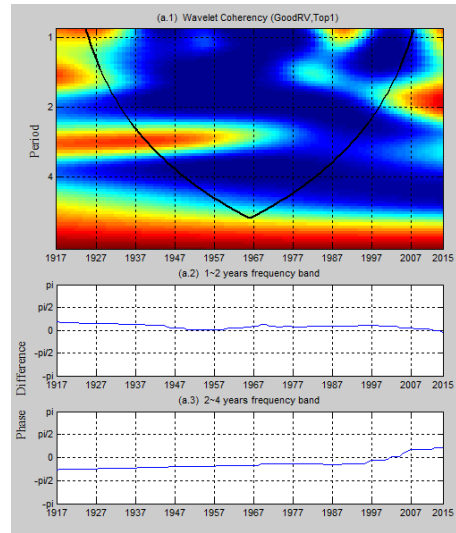 (a.1) Wavelet Coherency (GoodRV,Top1)
Period
1
2
4
1917 1927 1937 1947 1957 1967 1977 1987 1997 2007 2015
(a.2) 1~2 years frequency band
Phase Difference
pi
pi/2
0
-pi/2
-pi
1917 1927 1937 1947 1957 1967 1977 1987 1997 2007 2015
(a.3) 2~4 years frequency band
pi
pi/2
0
-pi/2
-pi
1917 1927 1937 1947 1957 1967 1977 1987 1997 2007 2015